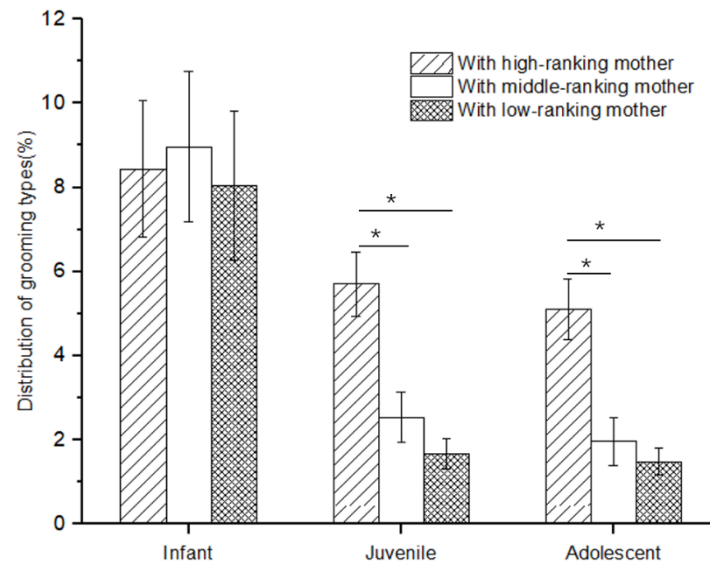 12
10
8
6
4
2
0
Distribution of grooming types(%)
With high-ranking mother
With middle-ranking mother
With low-ranking mother
*
*
*
*
Infant
Juvenile
Adolescent